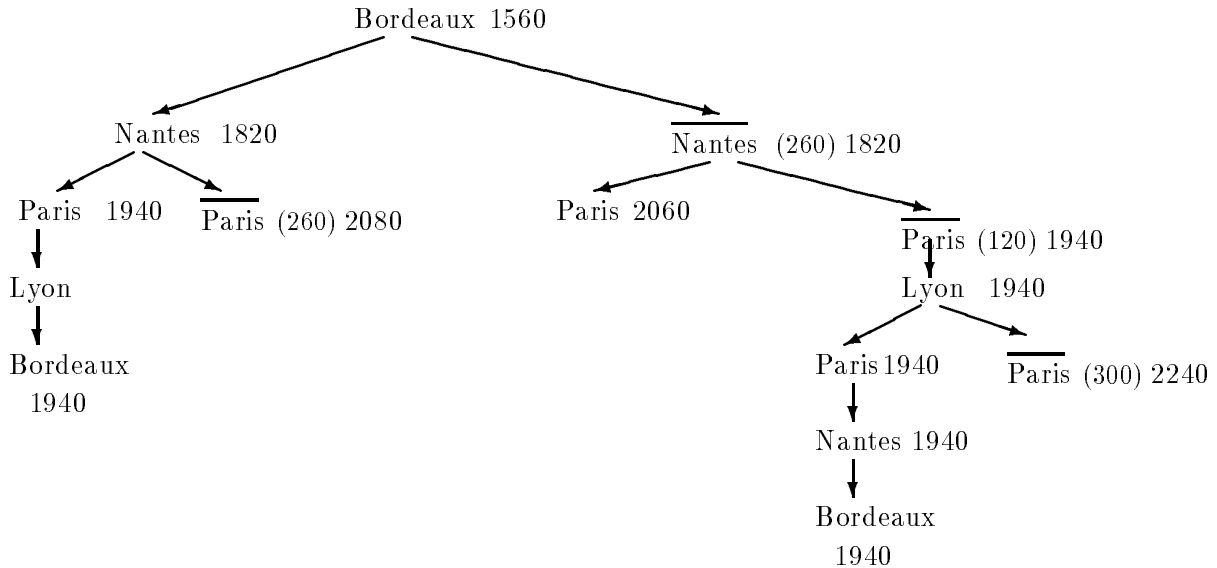 Bordeaux 1560
Nantes 1820
Nantes (260) 1820
Paris 1940
Paris (260) 2080
Paris 2060
Paris (120) 1940
Lyon
Lyon 1940
Bordeaux
1940
Paris 1940
Paris (300) 2240
Nantes 1940
Bordeaux
1940